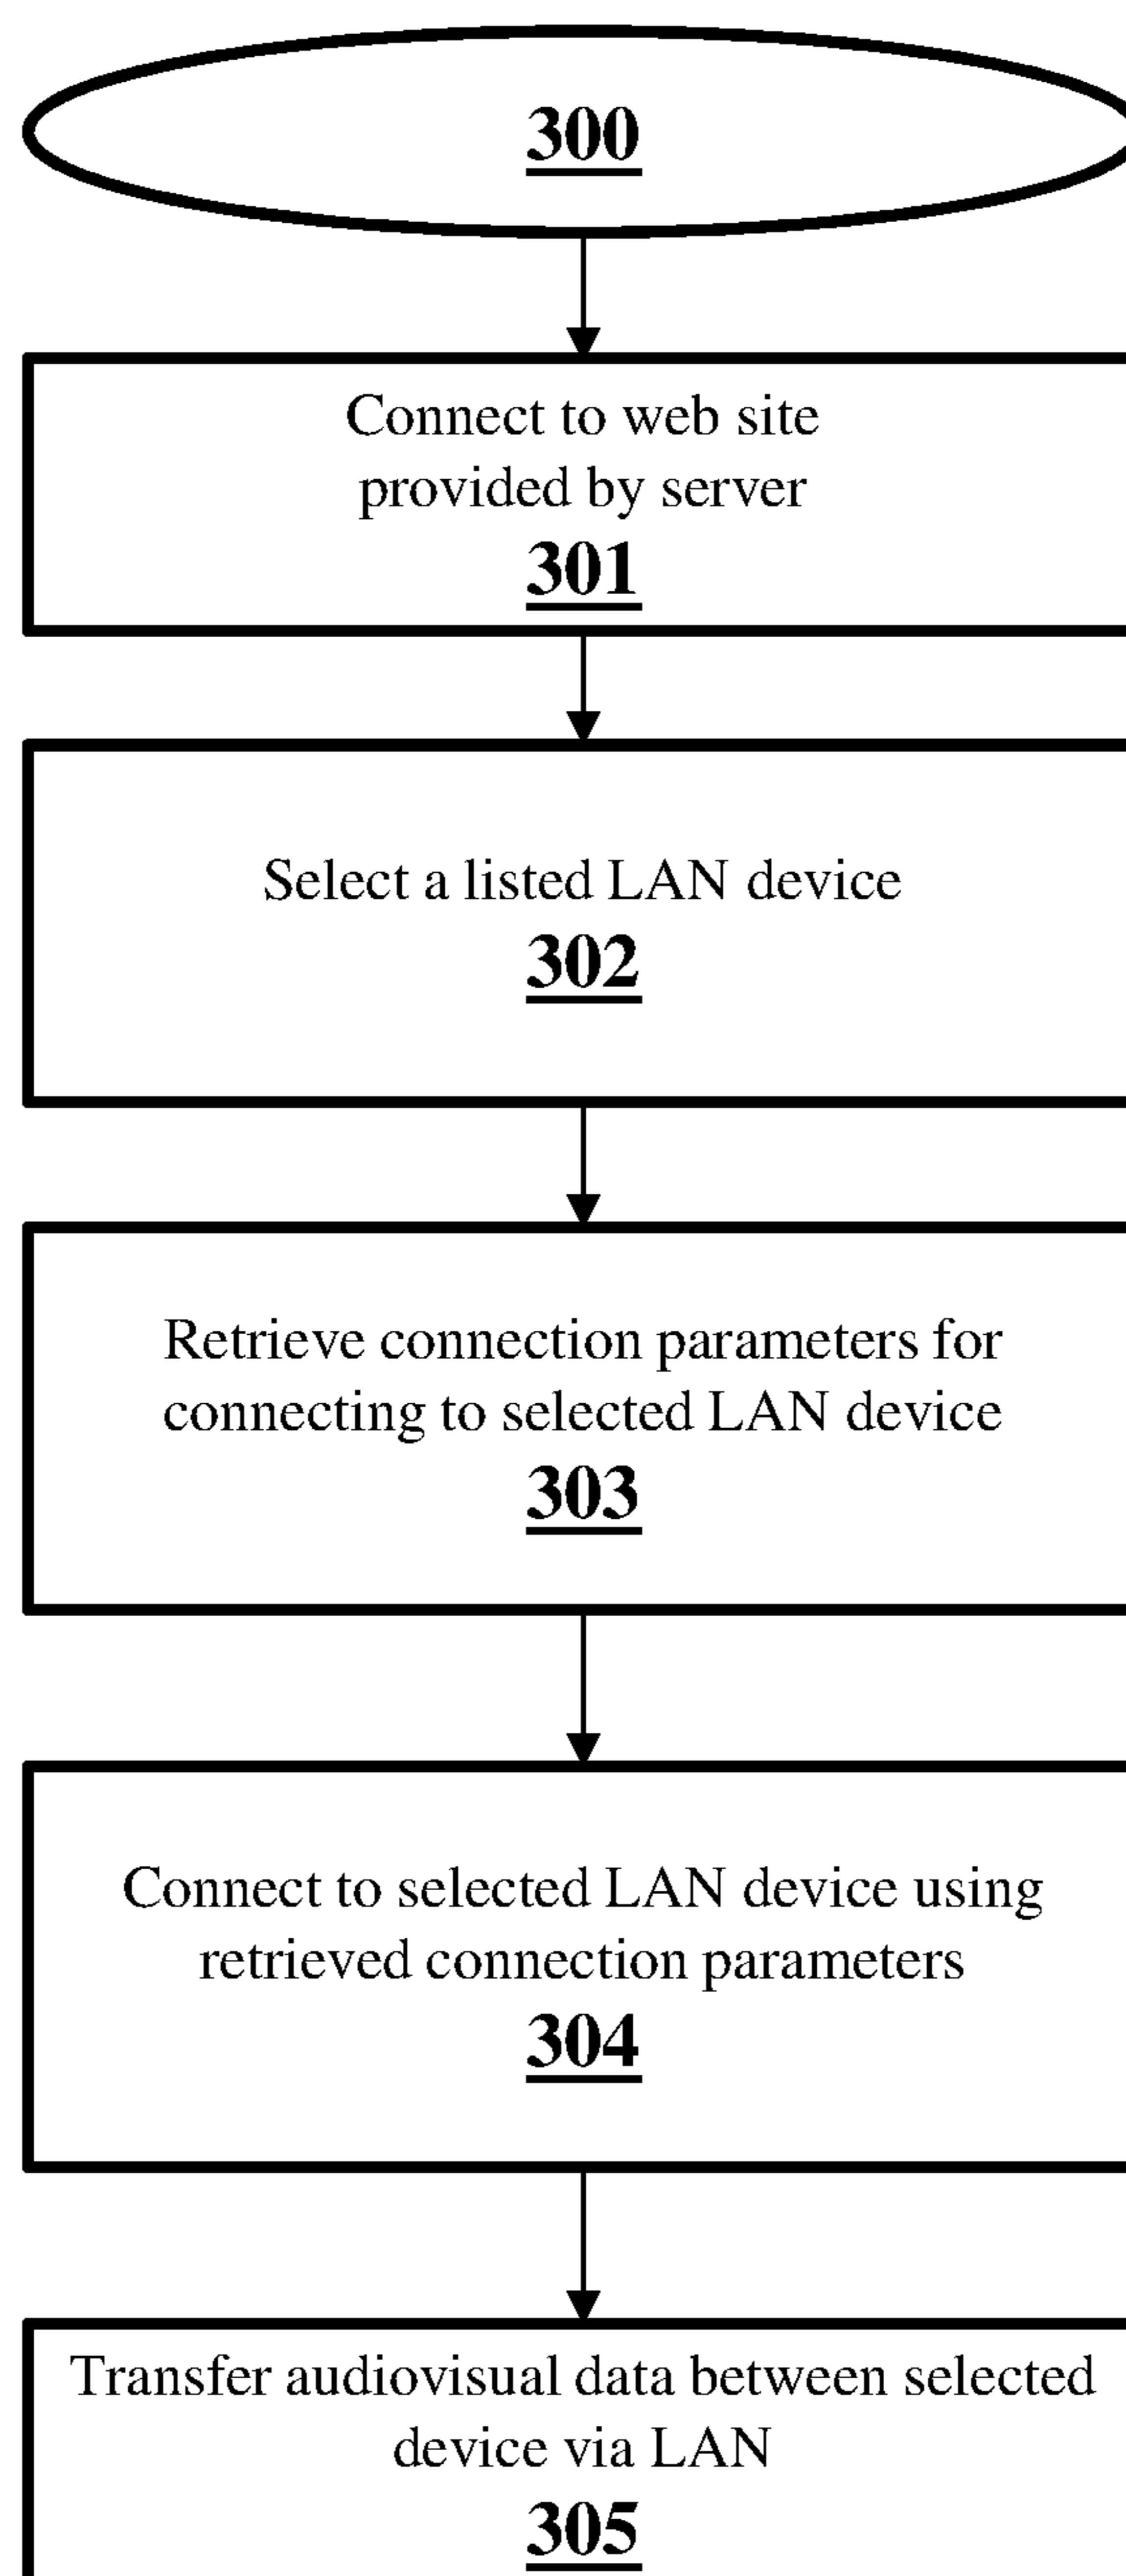 300
Connect to web site
provided by server
301
Select a listed LAN device
302
Retrieve connection parameters for
connecting to selected LAN device
303
Connect to selected LAN device using
retrieved connection parameters
304
Transfer audiovisual data between selected
device via LAN
305